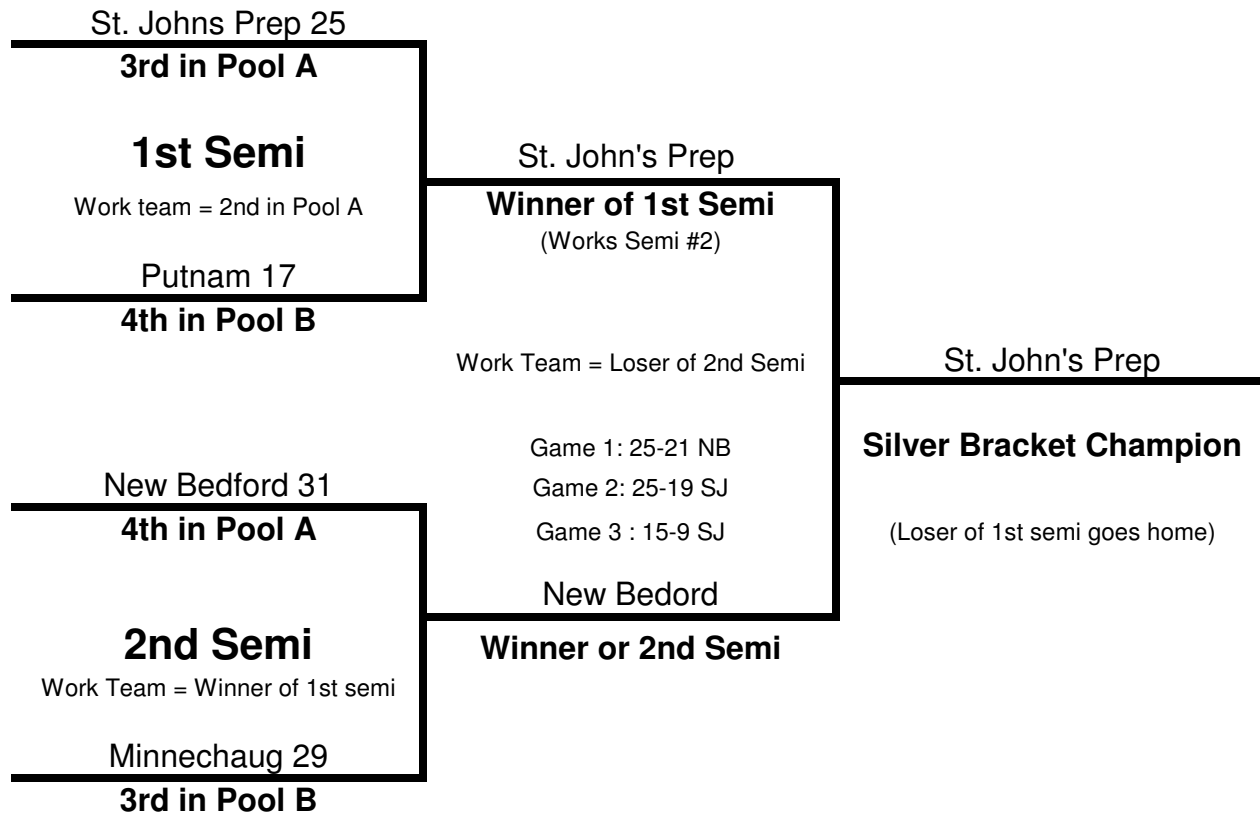 St. Johns Prep 25
3rd in Pool A
1st Semi
Work team = 2nd in Pool A
Putnam 17
4th in Pool B
New Bedford 31
4th in Pool A
2nd Semi
Work Team = Winner of 1st semi
Minnechaug 29
3rd in Pool B
St. John's Prep
Winner of 1st Semi
(Works Semi #2)
Work Team = Loser of 2nd Semi
Game 1: 25-21 NB
Game 2: 25-19 SJ
Game 3 : 15-9 SJ
New Bedord
Winner or 2nd Semi
St. John's Prep
Silver Bracket Champion
(Loser of 1st semi goes home)